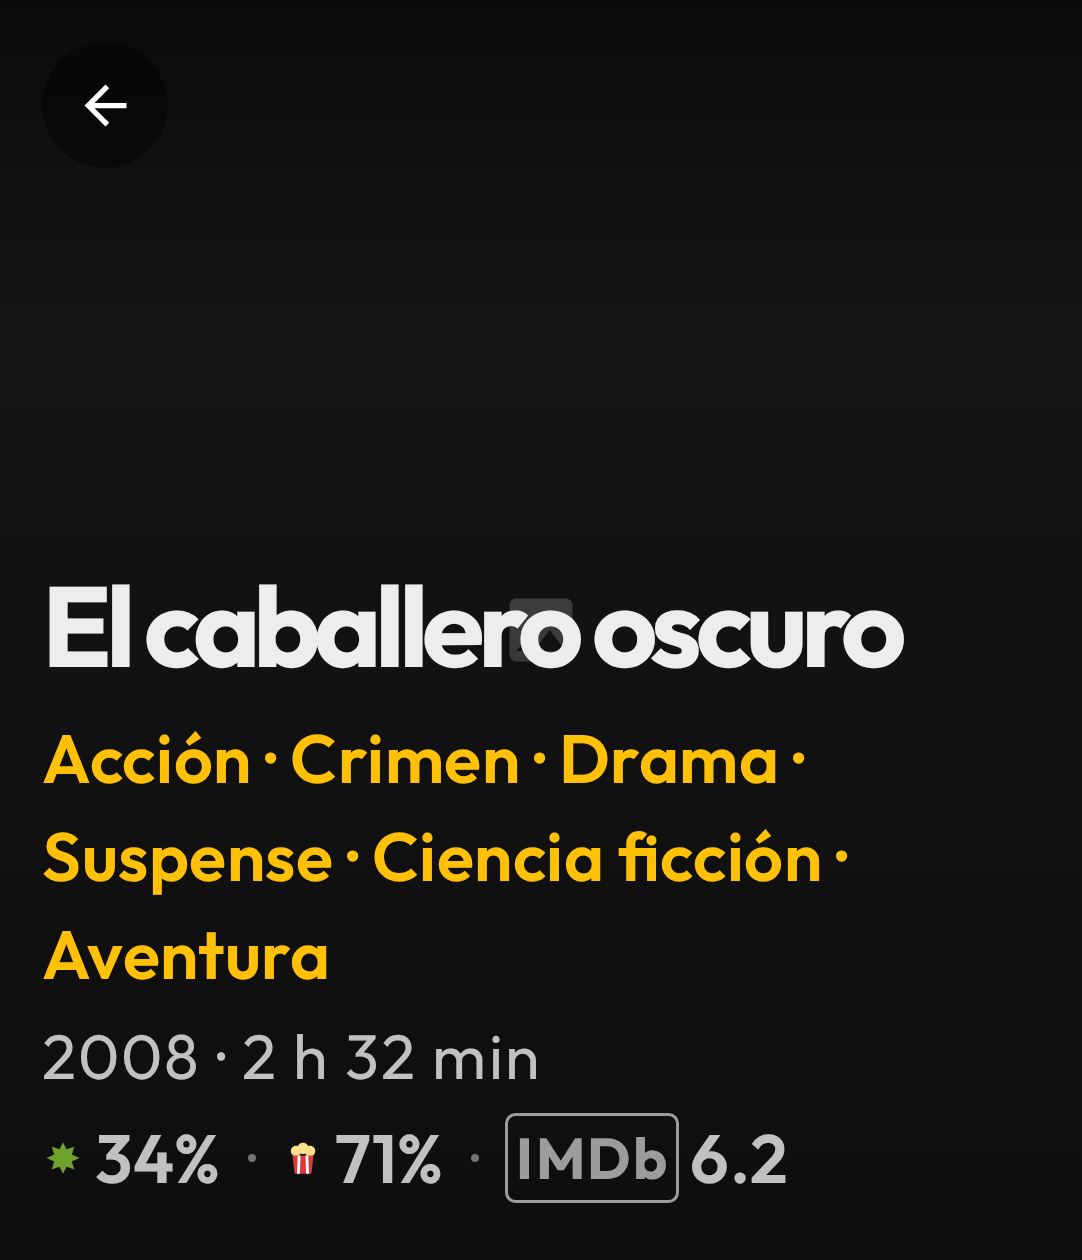 El caballero oscuro
Acción · Crimen · Drama ·
Suspense · Ciencia ficción ·
Aventura
2008 · 2 h 32 min
34% · 71% · IMDb 6.2